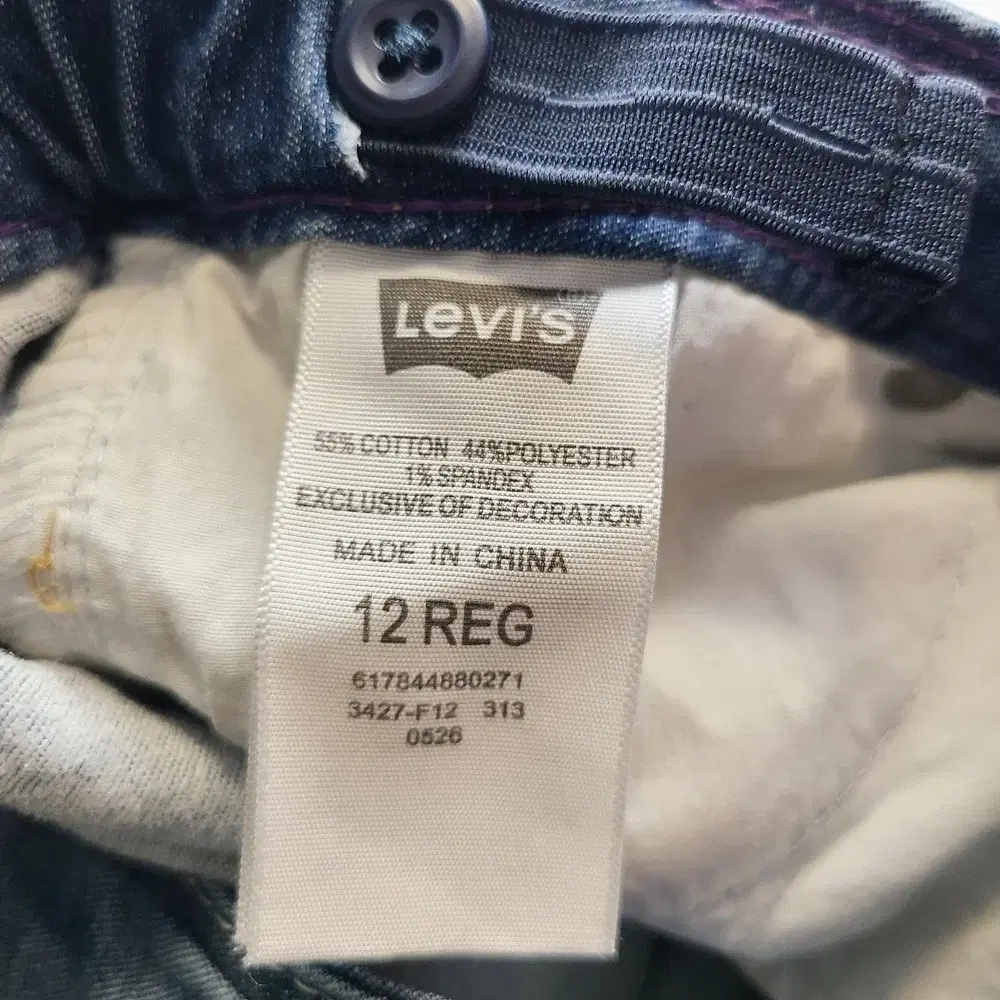 Levi's
55% COTTON 44%POLYESTER
1% SPANDEX
EXCLUSIVE OF DECORATION
MADE IN CHINA
12 REG
617844880271
3427-F12 313
0526